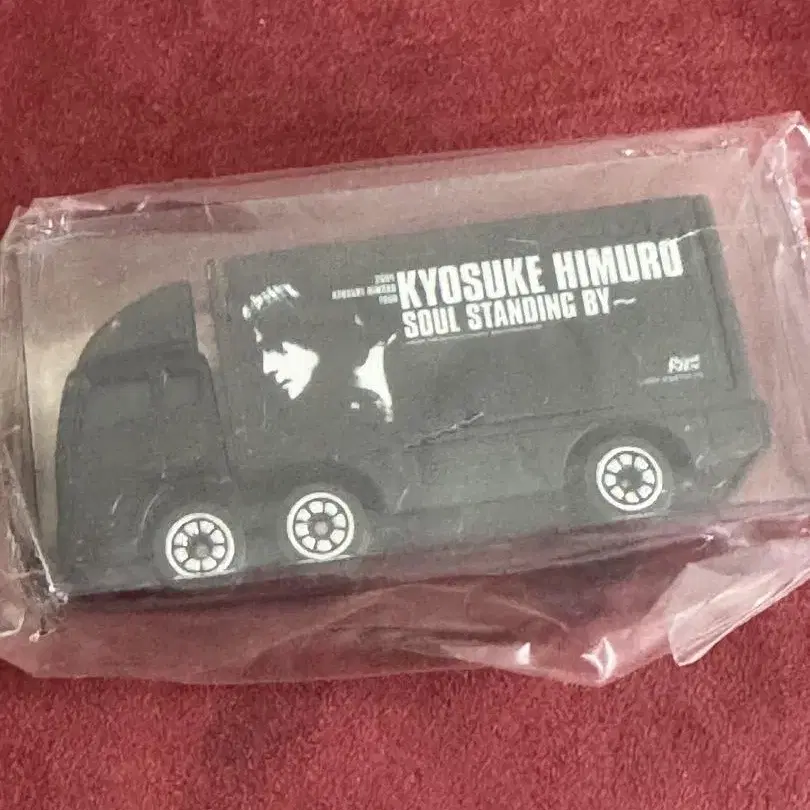 2004
KYOSUKE HIMURO
TOUR
KYOSUKE HIMURO
SOUL STANDING BY～